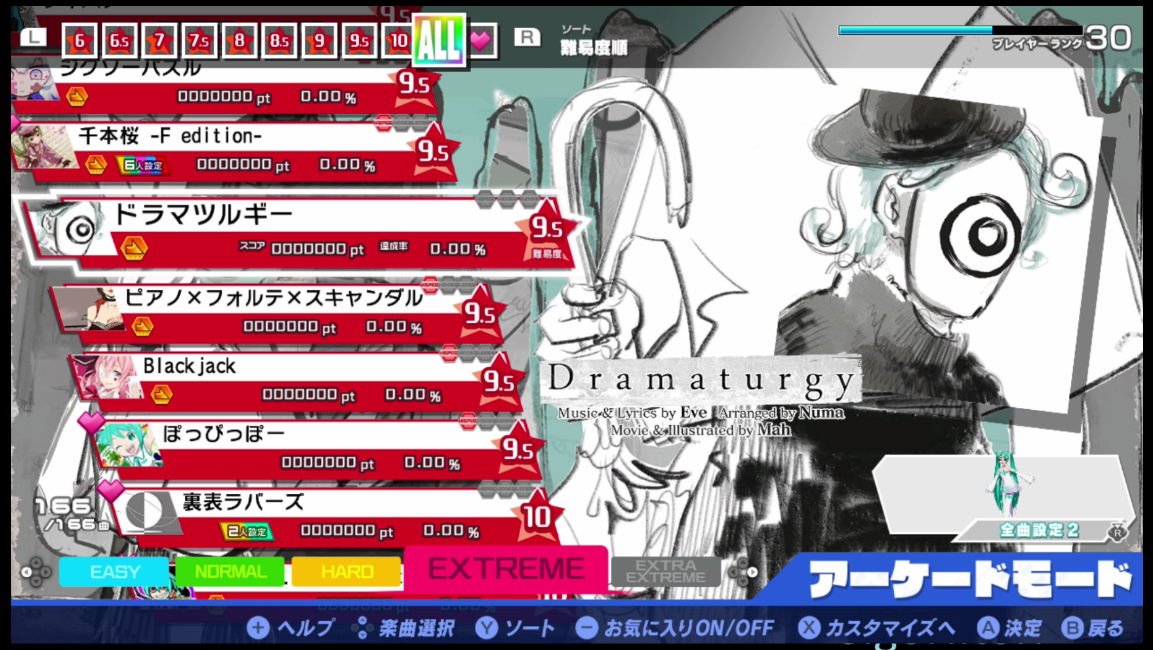 L 6 6.5 7 7.5 8 8.5 9 9.5 10 ALL R
ソート
難易度順
プレイヤーランク 30
9.5
ジグソーパズル
0000000 pt 0.00 %
9.5
千本桜 -F edition-
6人設定 0000000 pt 0.00 %
9.5
ドラマツルギー
スコア 0000000 pt 達成率 0.00 %
9.5
難易度
ピアノ×フォルテ×スキャンダル
0000000 pt 0.00 %
9.5
Blackjack
0000000 pt 0.00 %
9.5
ぽっぴっぽー
0000000 pt 0.00 %
9.5
裏表ラバーズ
2人設定 0000000 pt 0.00 %
10
166
/166曲
Dramaturgy
Music & Lyrics by Eve Arranged by Numa
Movie & Illustrated by Mah
全曲設定 2
R
EASY NORMAL HARD EXTREME EXTRA EXTREME
アーケードモード
+ ヘルプ 楽曲選択 Y ソート − お気に入りON/OFF X カスタマイズへ A 決定 B 戻る